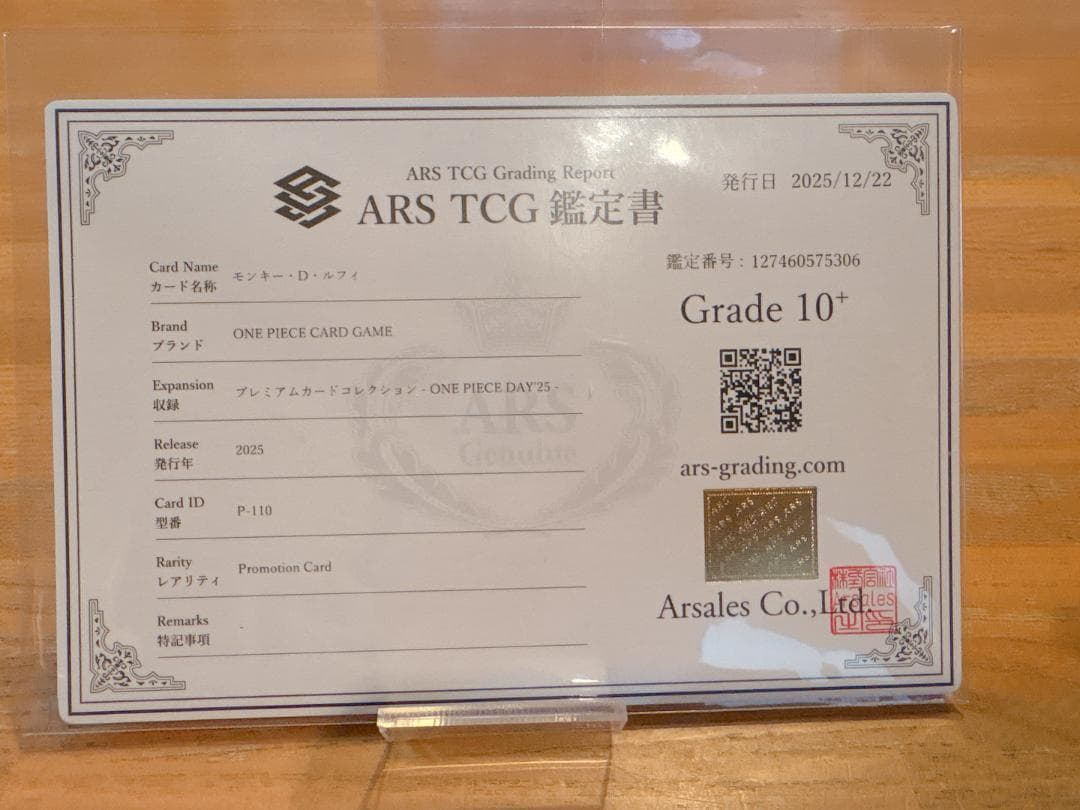 ARS TCG Grading Report
ARS TCG 鑑定書
発行日 2025/12/22
鑑定番号 : 127460575306
Grade 10+
ars-grading.com
Arsales Co.,Ltd.
Card Name
カード名称
モンキー・D・ルフィ
Brand
ブランド
ONE PIECE CARD GAME
Expansion
収録
プレミアムカードコレクション - ONE PIECE DAY'25 -
Release
発行年
2025
Card ID
型番
P-110
Rarity
レアリティ
Promotion Card
Remarks
特記事項
-
ARS
Genuine